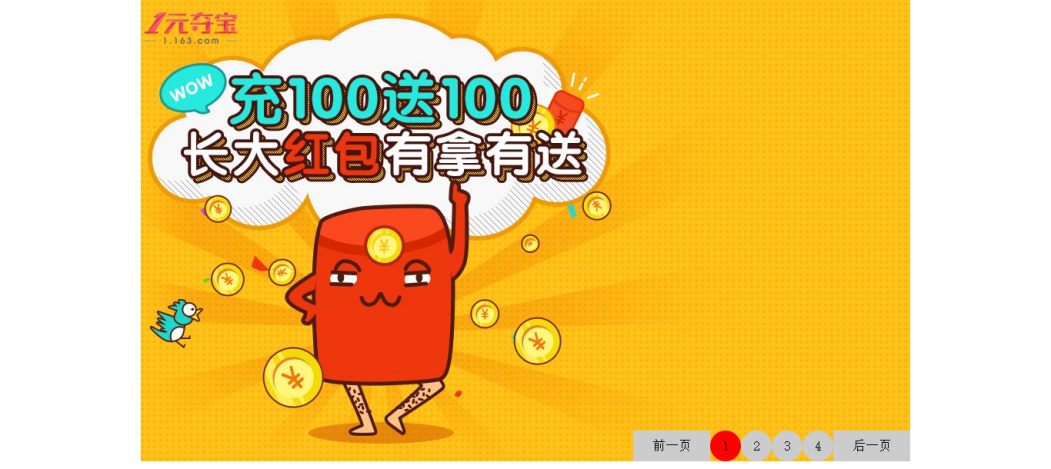 1元夺宝
1.163.com
WOW
充100送100
长大红包有拿有送
前一页 1 2 3 4 后一页